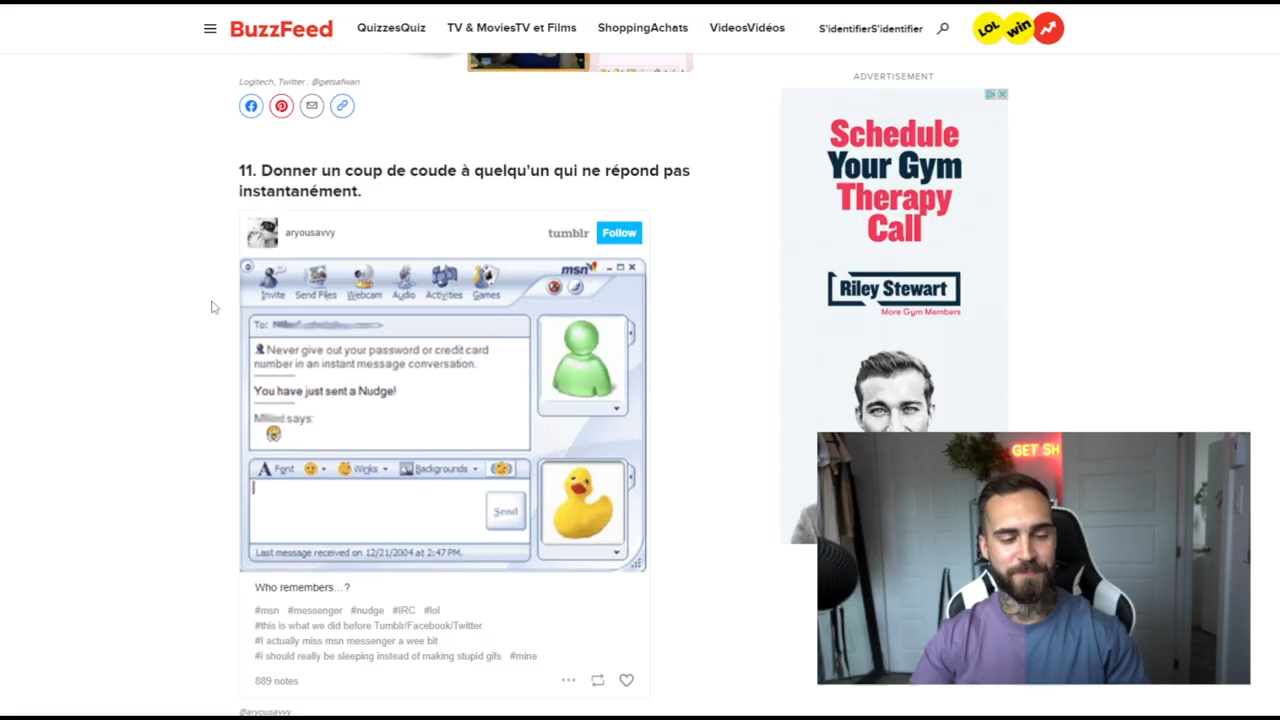 BuzzFeed
QuizzesQuiz
TV & MoviesTV et Films
ShoppingAchats
VideosVidéos
S'identifierS'identifier
LOL
win
Logitech, Twitter : @getsafwan
11. Donner un coup de coude à quelqu'un qui ne répond pas
instantanément.
aryousavvy
tumblr
Follow
msn
Invite
Send Files
Webcam
Audio
Activities
Games
To:
Never give out your password or credit card
number in an instant message conversation.
You have just sent a Nudge!
says:
Font
Winks
Backgrounds
Send
Last message received on 12/21/2004 at 2:47 PM.
Who remembers...?
#msn #messenger #nudge #IRC #lol
#this is what we did before Tumblr/Facebook/Twitter
#I actually miss msn messenger a wee bit
#i should really be sleeping instead of making stupid gifs #mine
889 notes
@aryousavvy
ADVERTISEMENT
Schedule
Your Gym
Therapy
Call
Riley Stewart
More Gym Members
GET SH